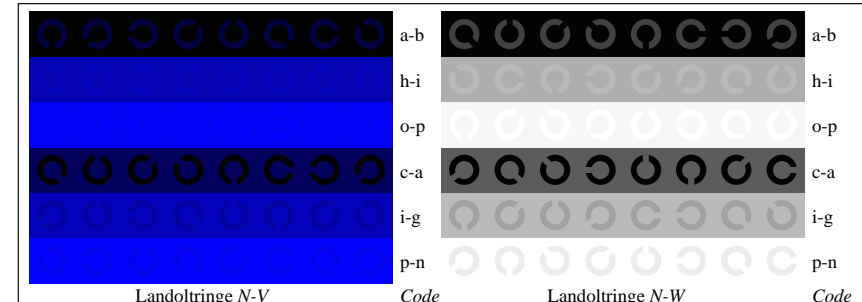 a-b a-b
h-i h-i
o-p o-p
c-a c-a
i-g i-g
p-n p-n
Landoltringe N-V Code Landoltringe N-W Code